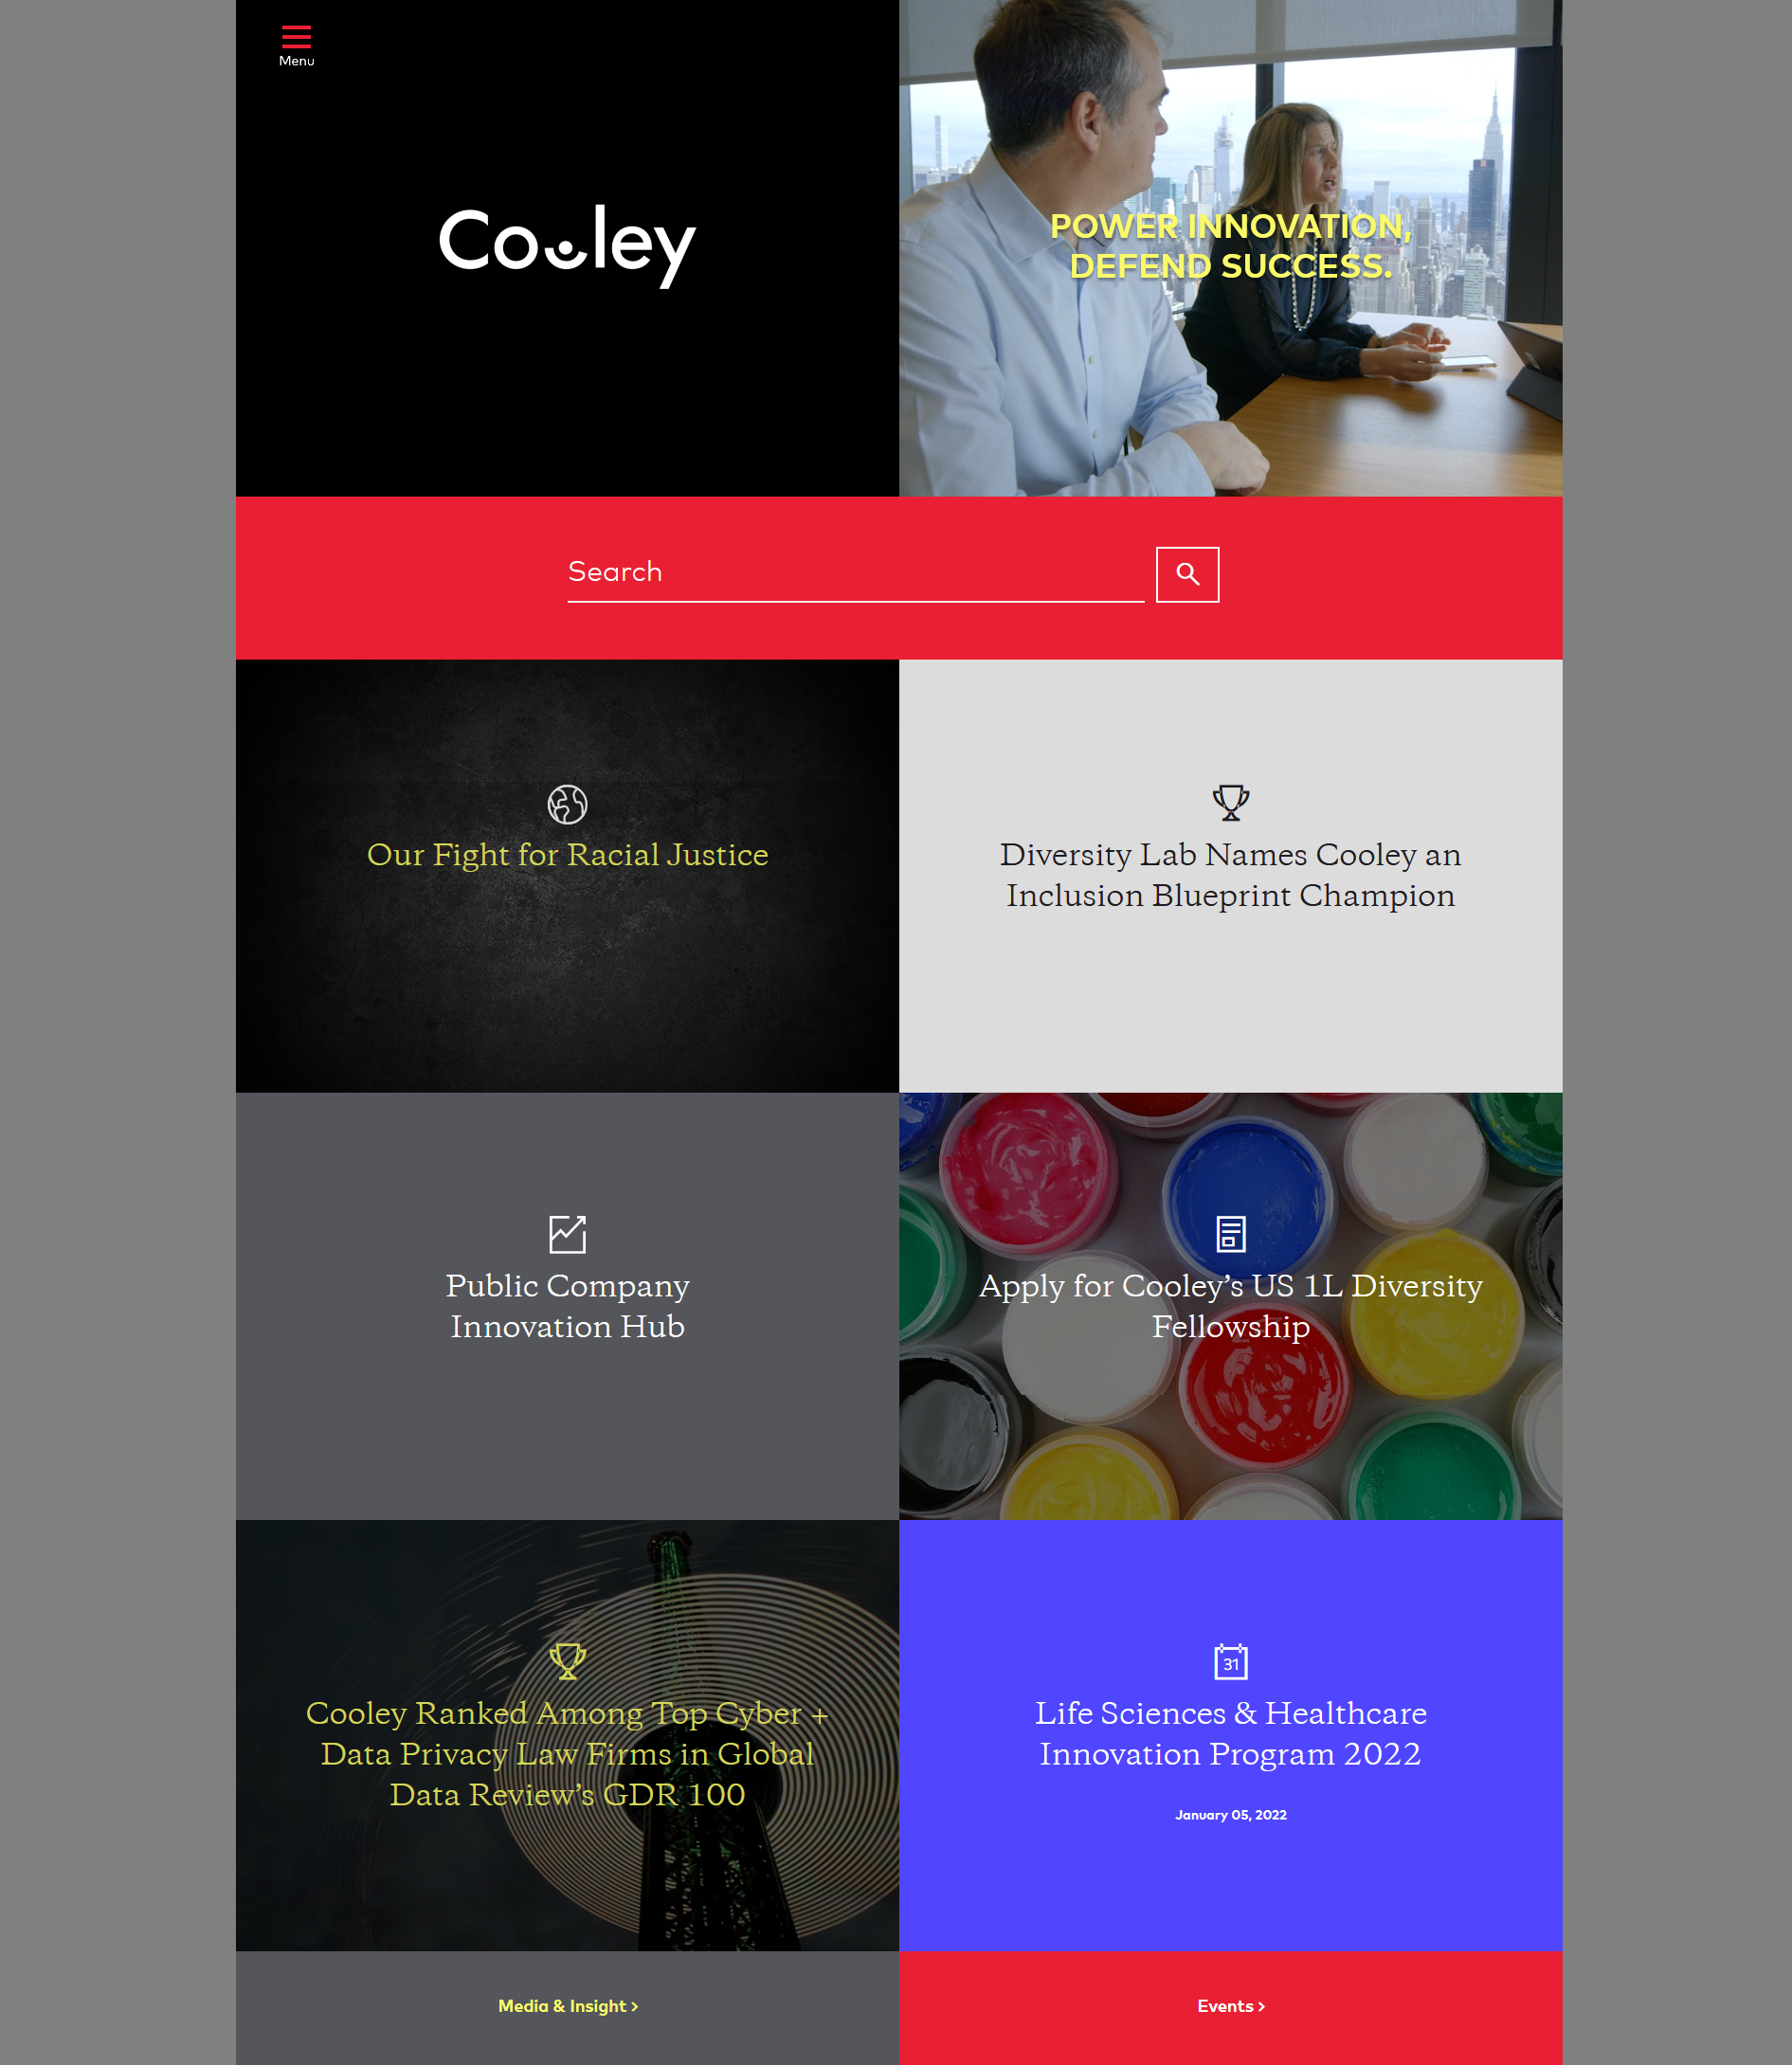 Menu
Cooley
POWER INNOVATION,
DEFEND SUCCESS.
Search
Our Fight for Racial Justice
Diversity Lab Names Cooley an
Inclusion Blueprint Champion
Public Company
Innovation Hub
Apply for Cooley’s US 1L Diversity
Fellowship
Cooley Ranked Among Top Cyber +
Data Privacy Law Firms in Global
Data Review’s GDR 100
31
Life Sciences & Healthcare
Innovation Program 2022
January 05, 2022
Media & Insight ›
Events ›